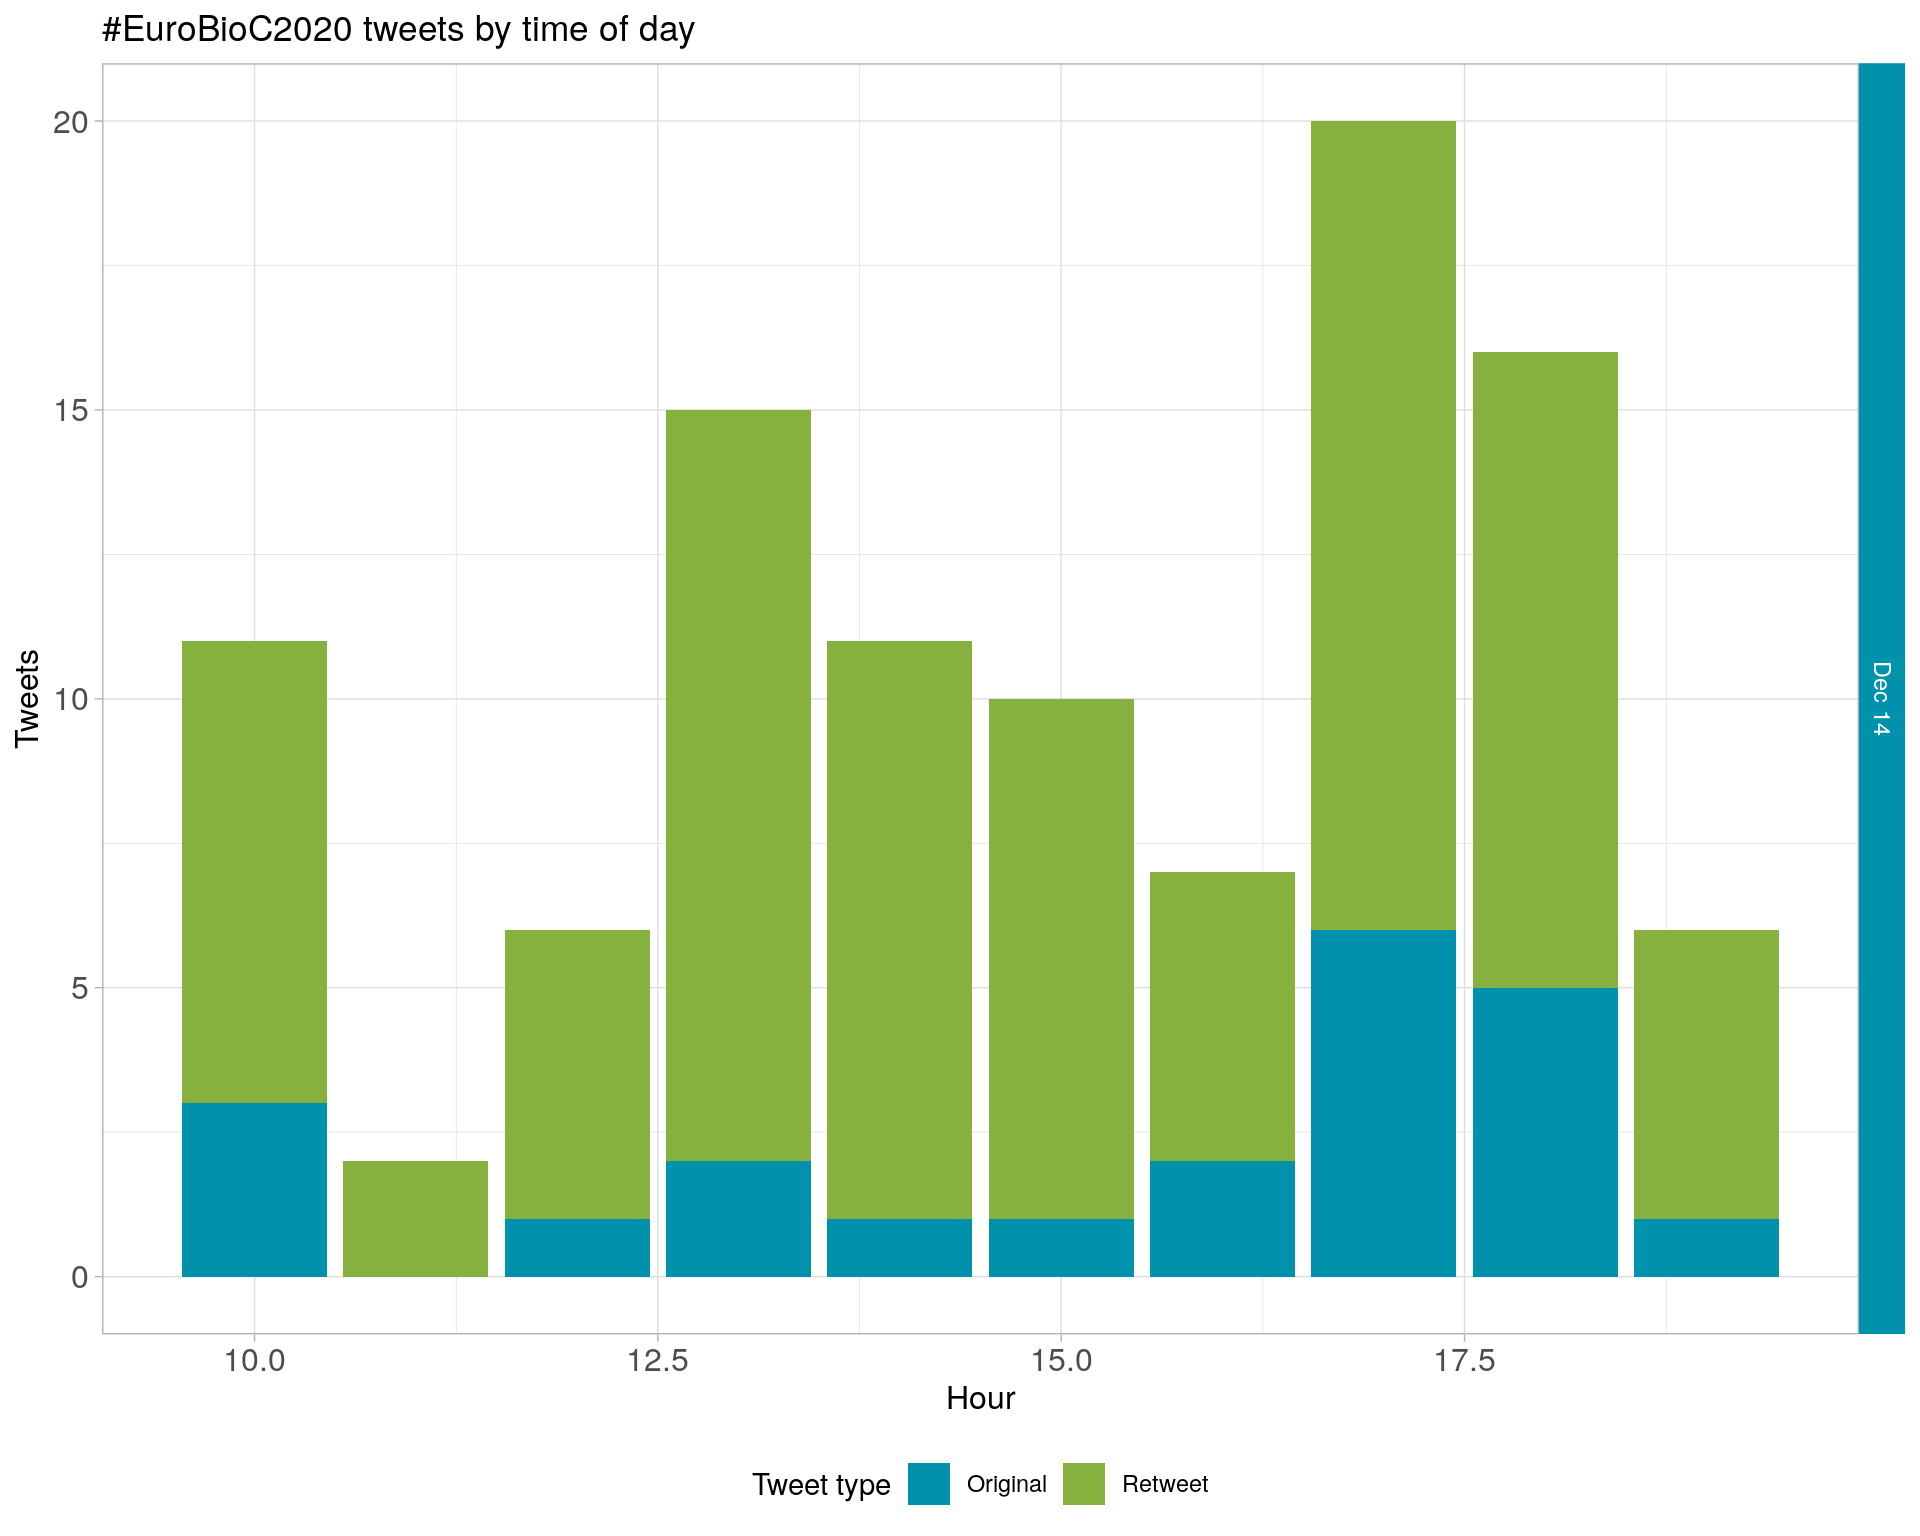 #EuroBioC2020 tweets by time of day
20
15
10
5
0
Tweets
Dec 14
10.0 12.5 15.0 17.5
Hour
Tweet type Original Retweet